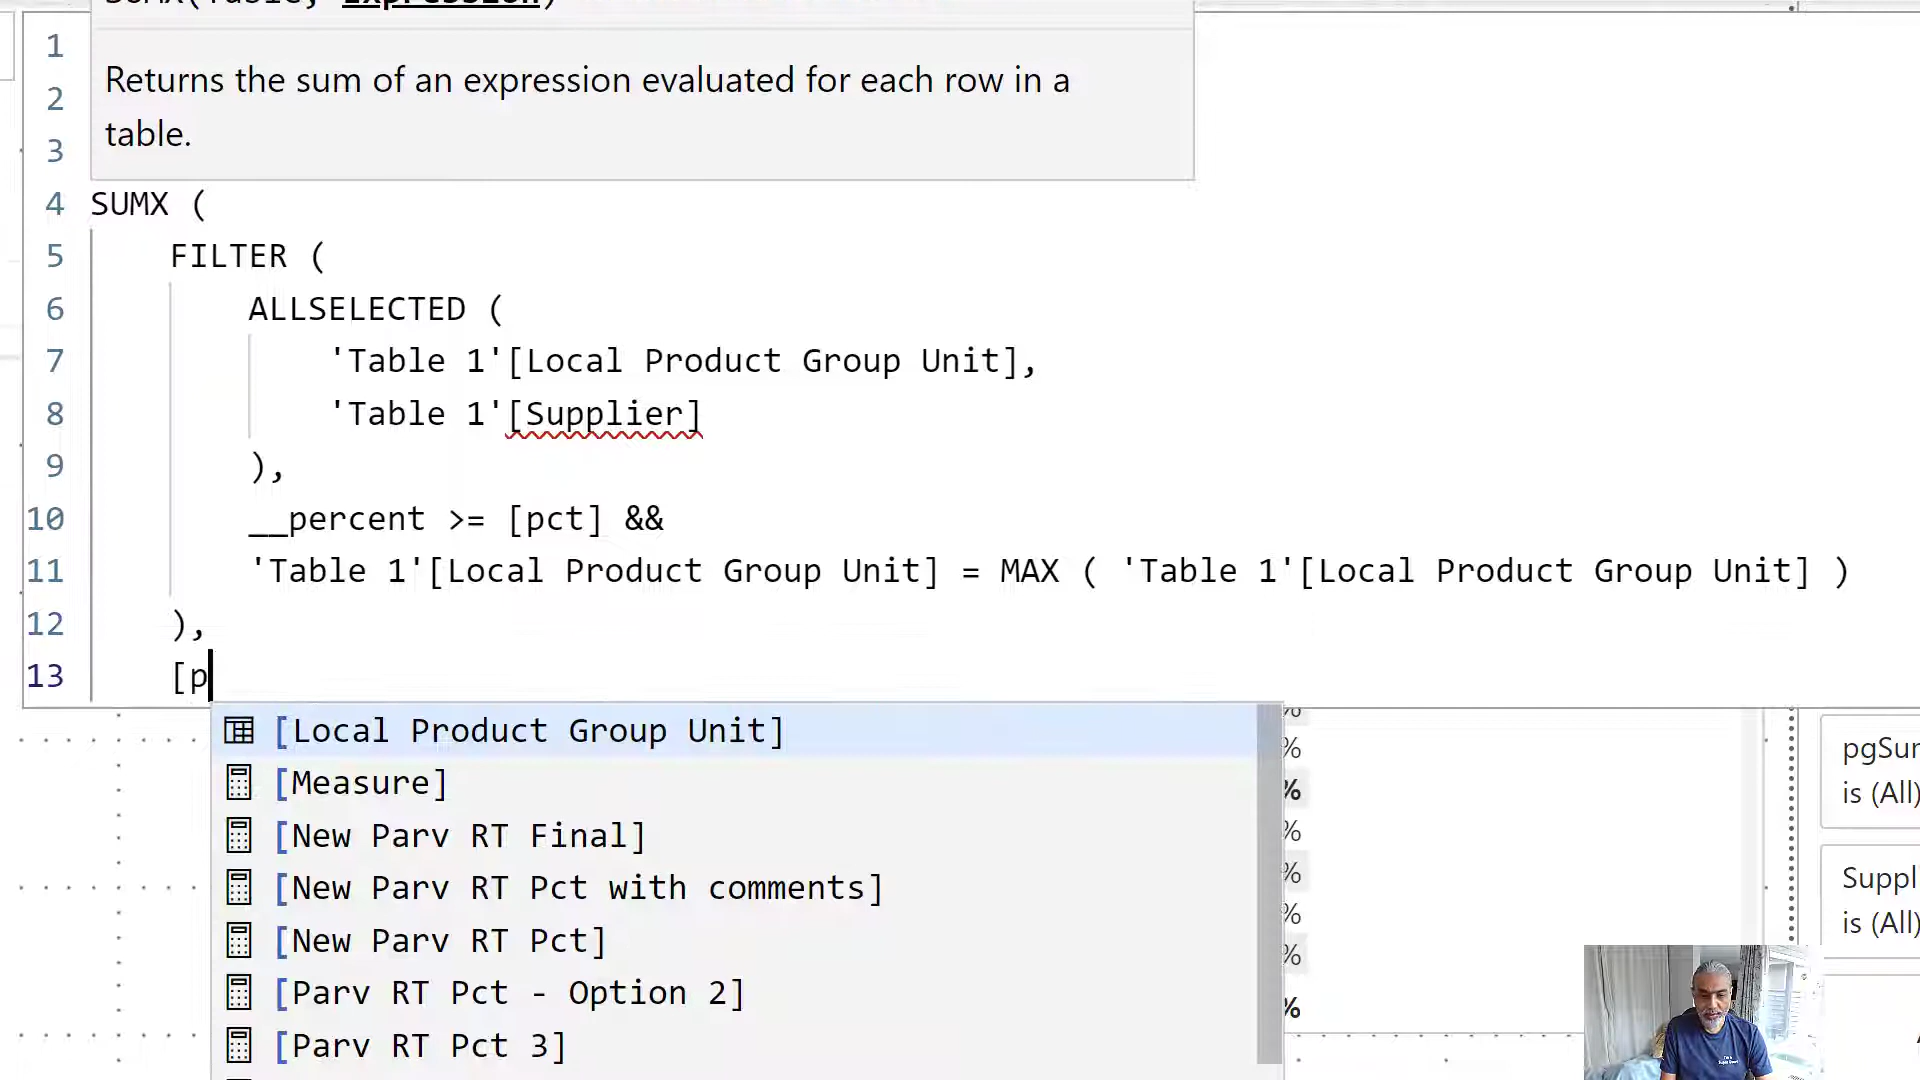 SUMX(Table, Expression)
1
Returns the sum of an expression evaluated for each row in a
2
table.
3
4 SUMX (
5 FILTER (
6 ALLSELECTED (
7 'Table 1'[Local Product Group Unit],
8 'Table 1'[Supplier]
9 ),
10 __percent >= [pct] &&
11 'Table 1'[Local Product Group Unit] = MAX ( 'Table 1'[Local Product Group Unit] )
12 ),
13 [p
[Local Product Group Unit]
[Measure]
[New Parv RT Final]
[New Parv RT Pct with comments]
[New Parv RT Pct]
[Parv RT Pct - Option 2]
[Parv RT Pct 3]
%
%
%
%
%
%
%
%
pgSu
is (All)
Suppl
is (All)